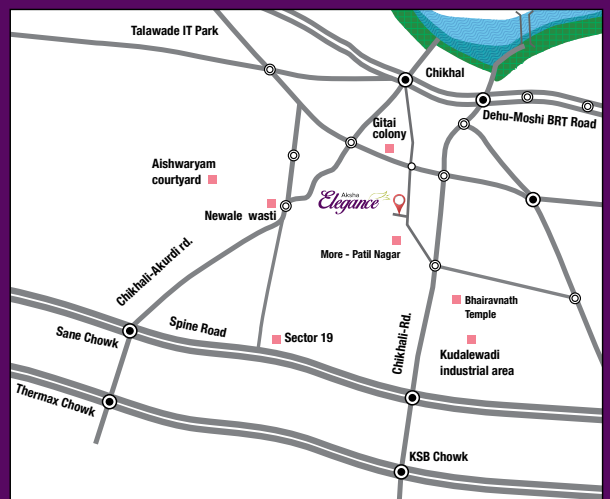 Talawade IT Park
Chikhal
Dehu-Moshi BRT Road
Gitai
colony
Aishwaryam
courtyard
Aksha
Elegance
Newale wasti
More - Patil Nagar
Chikhali-Akurdi rd.
Bhairavnath
Temple
Spine Road
Sane Chowk
Sector 19
Chikhali-Rd.
Kudalewadi
industrial area
Thermax Chowk
KSB Chowk